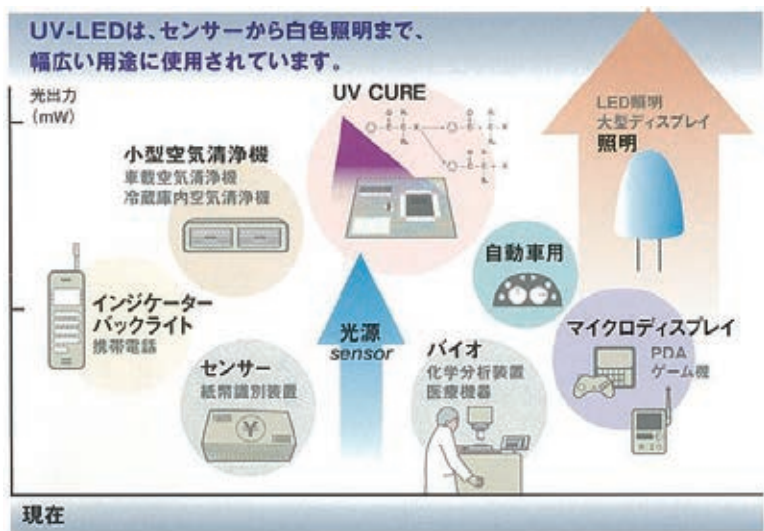 UV-LEDは、センサーから白色照明まで、
幅広い用途に使用されています。
光出力
(mW)
UV CURE
小型空気清浄機
車載空気清浄機
冷蔵庫内空気清浄機
LED照明
大型ディスプレイ
照明
自動車用
インジケーター
バックライト
携帯電話
光源
sensor
センサー
紙幣識別装置
¥
バイオ
化学分析装置
医療機器
マイクロディスプレイ
PDA
ゲーム機
現在